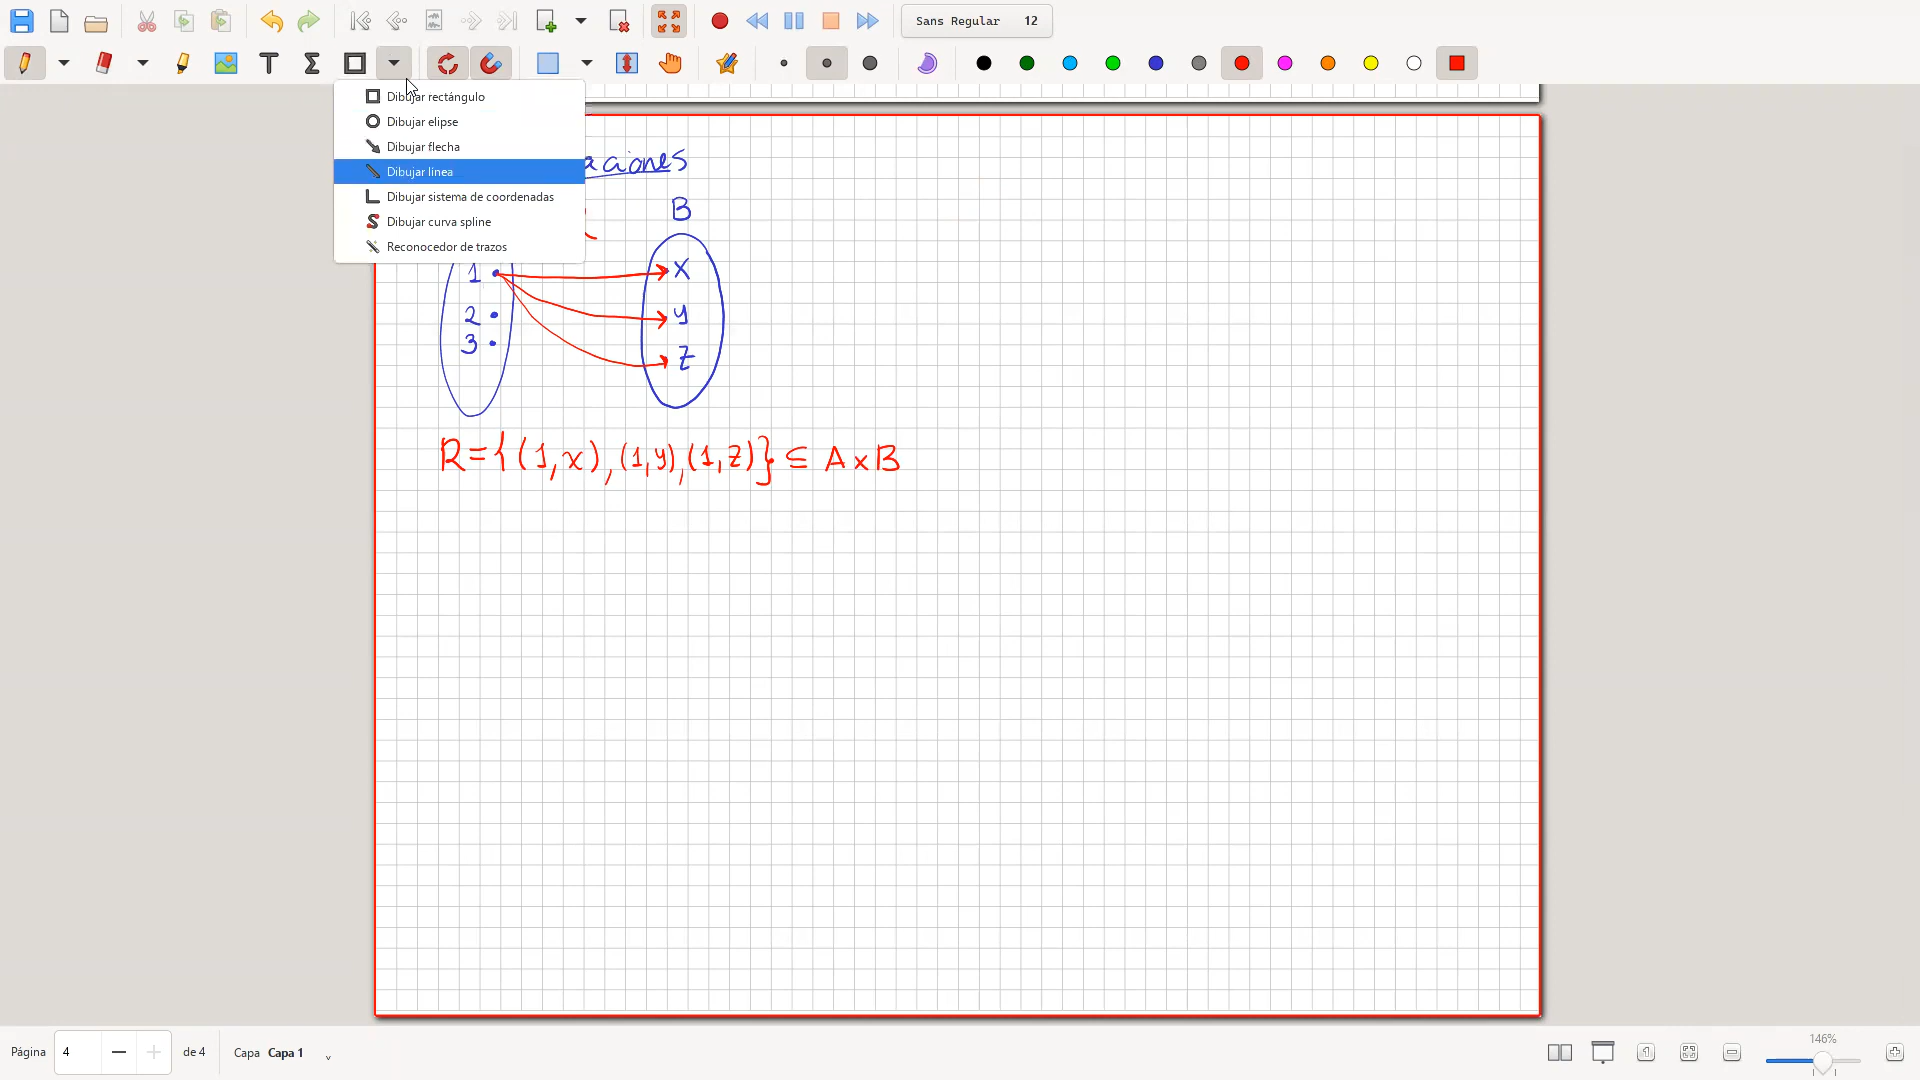 Sans Regular 12
Dibujar rectángulo
Dibujar elipse
Dibujar flecha
Dibujar línea
Dibujar sistema de coordenadas
Dibujar curva spline
Reconocedor de trazos
aciones
B
1 x
2 y
3 z
R={(1,x),(1,y),(1,z)} ⊆ A×B
Página 4 de 4 Capa Capa 1
146%